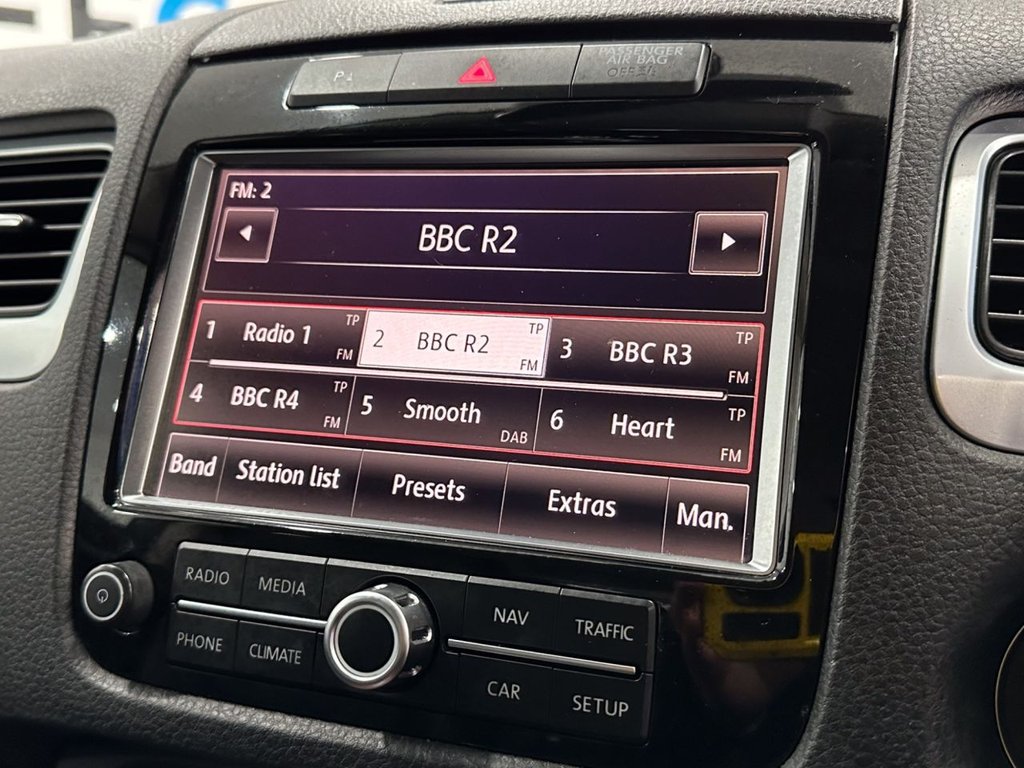 P
PASSENGER
AIR BAG
OFF
FM: 2
BBC R2
1 Radio 1 TP FM
2 BBC R2 TP FM
3 BBC R3 TP FM
4 BBC R4 TP FM
5 Smooth DAB
6 Heart TP FM
Band Station list Presets Extras Man.
RADIO MEDIA NAV TRAFFIC
PHONE CLIMATE CAR SETUP